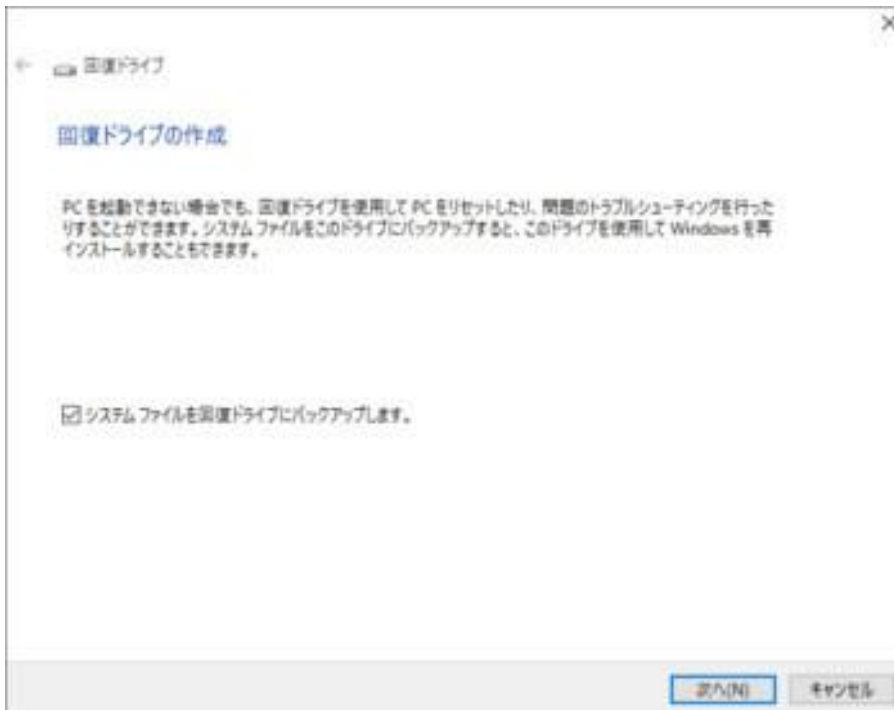 回復ドライブ
回復ドライブの作成
PC を起動できない場合でも、回復ドライブを使用して PC をリセットしたり、問題のトラブルシューティングを行った
りすることができます。システム ファイルをこのドライブにバックアップすると、このドライブを使用して Windows を再
インストールすることもできます。
システム ファイルを回復ドライブにバックアップします。
次へ(N) キャンセル